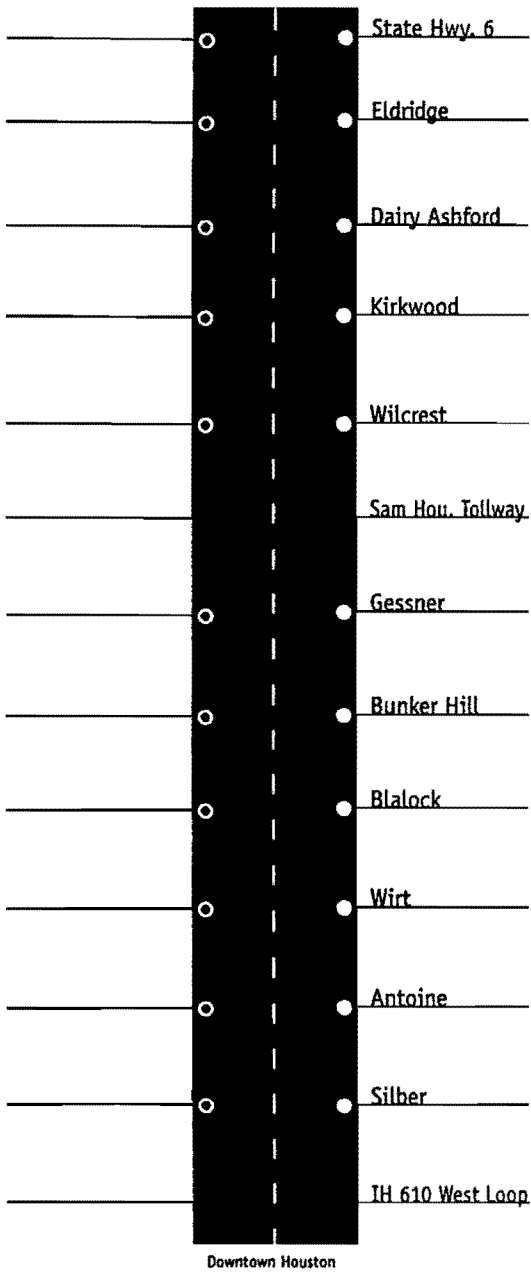 State Hwy. 6
Eldridge
Dairy Ashford
Kirkwood
Wilcrest
Sam Hou. Tollway
Gessner
Bunker Hill
Blalock
Wirt
Antoine
Silber
IH 610 West Loop
Downtown Houston